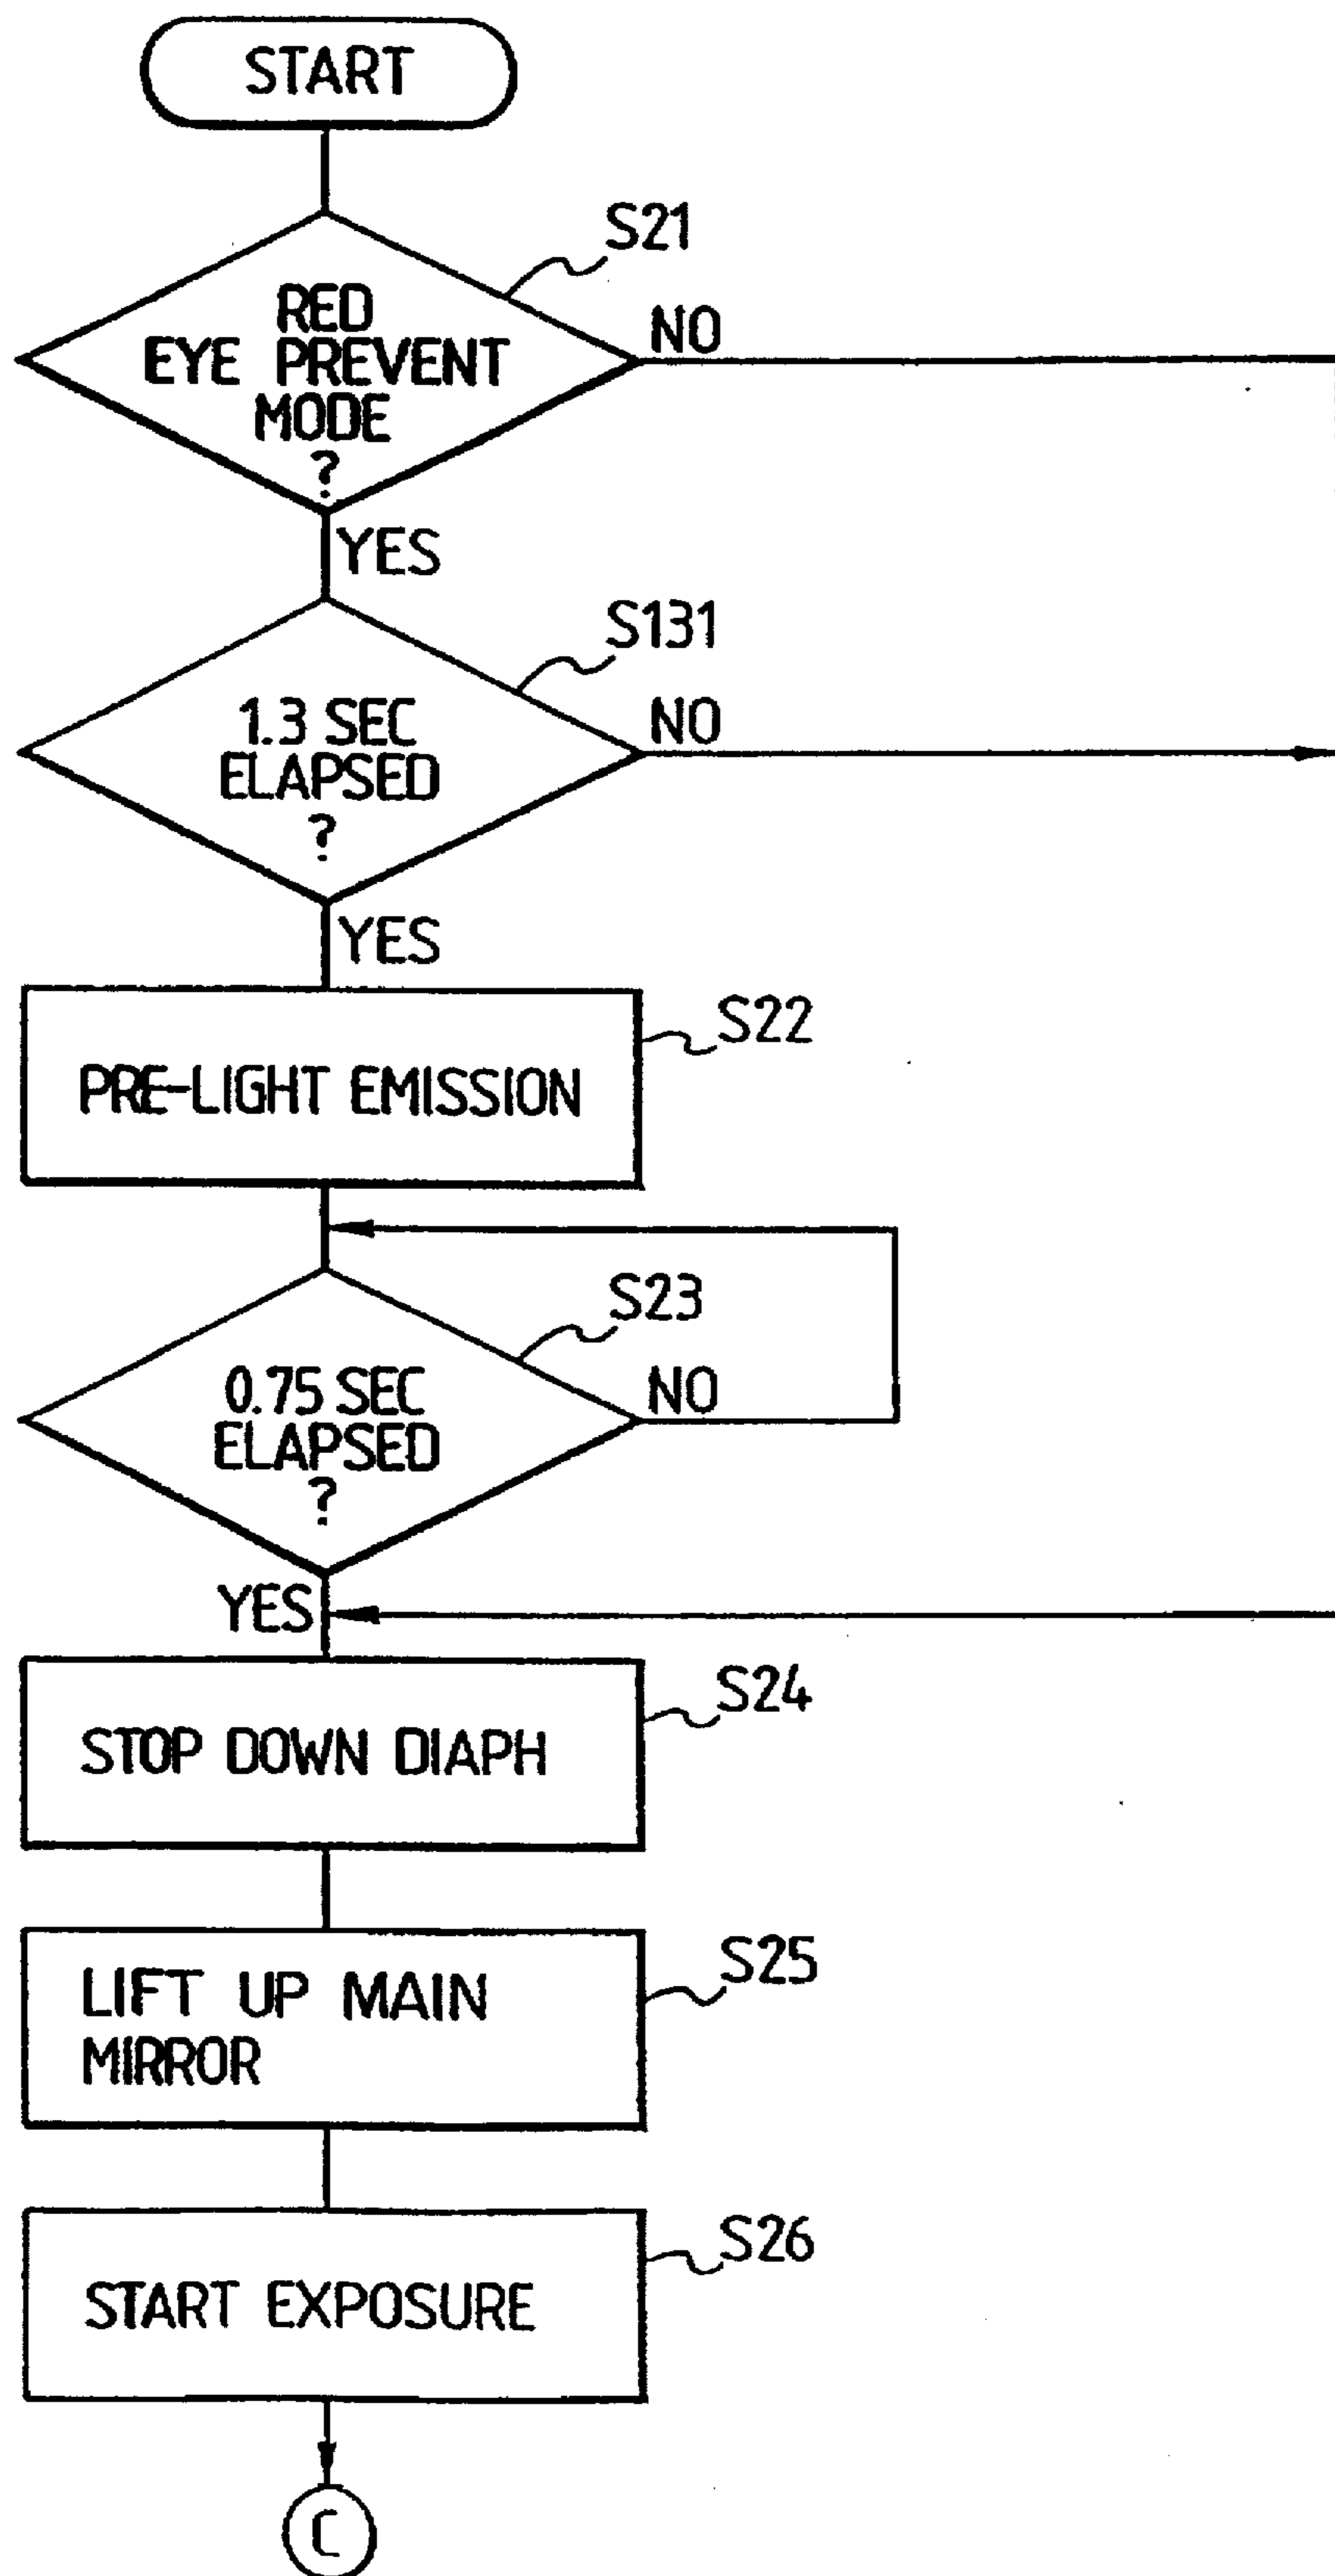 START
S21
RED
EYE PREVENT
MODE
?
NO
YES
S131
1.3 SEC
ELAPSED
?
NO
YES
S22
PRE-LIGHT EMISSION
S23
0.75 SEC
ELAPSED
?
NO
YES
S24
STOP DOWN DIAPH
S25
LIFT UP MAIN
MIRROR
S26
START EXPOSURE
C